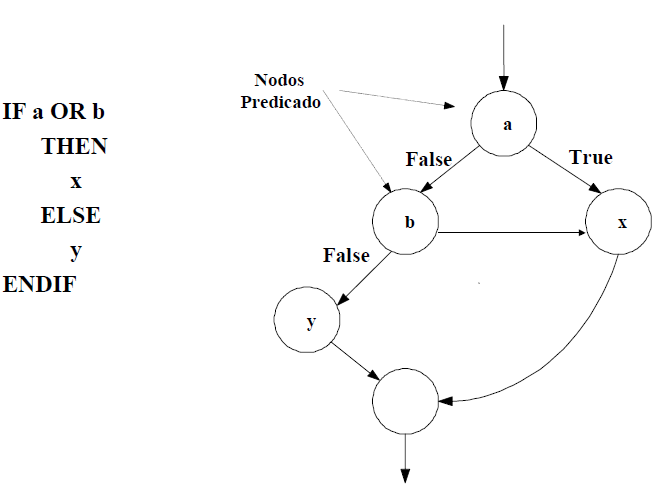 IF a OR b
THEN
x
ELSE
y
ENDIF
Nodos
Predicado
a
False
True
b
x
False
y